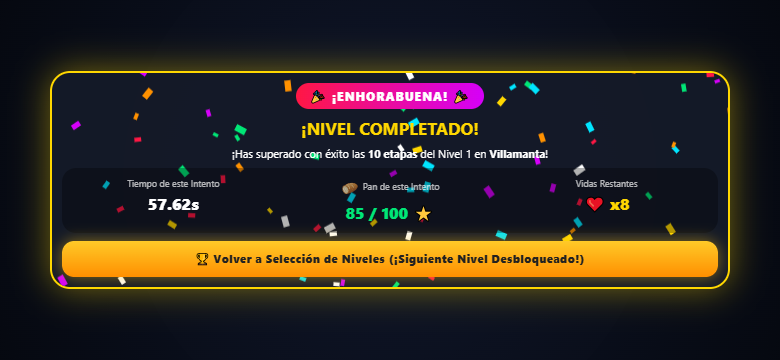 ¡ENHORABUENA!
¡NIVEL COMPLETADO!
¡Has superado con éxito las 10 etapas del Nivel 1 en Villamanta!
Tiempo de este Intento
57.62s
Pan de este Intento
85 / 100
Vidas Restantes
x8
Volver a Selección de Niveles (¡Siguiente Nivel Desbloqueado!)